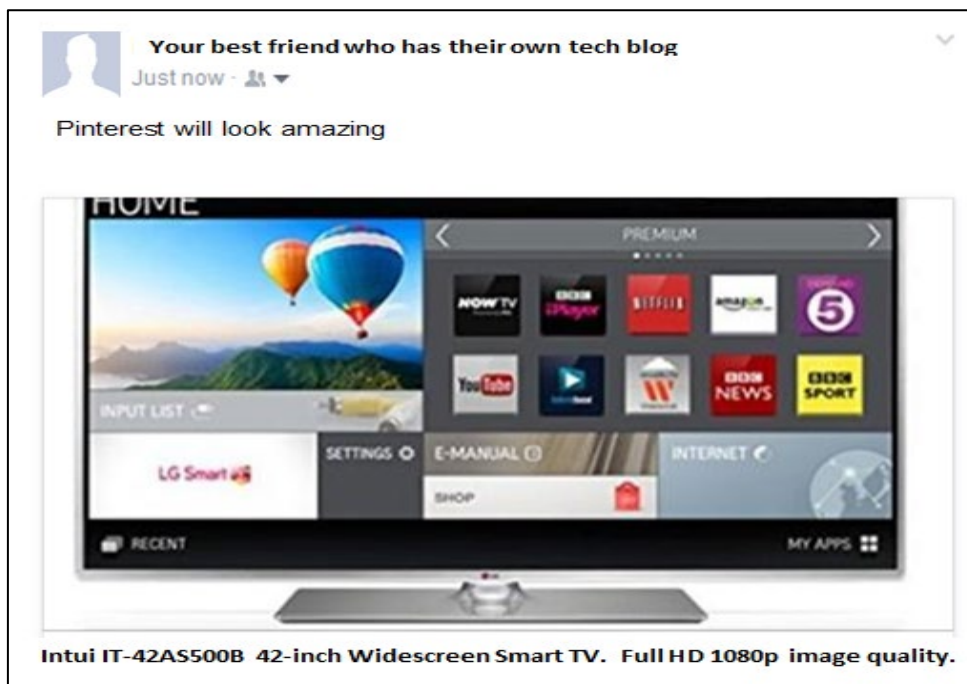 Your best friend who has their own tech blog
Just now
Pinterest will look amazing
HOME
PREMIUM
NOW TV
BBC iPlayer
NETFLIX
amazon
5
YouTube
BBC NEWS
BBC SPORT
INPUT LIST
LG Smart
SETTINGS
E-MANUAL
INTERNET
SHOP
RECENT
MY APPS
Intui IT-42AS500B 42-inch Widescreen Smart TV. Full HD 1080p image quality.